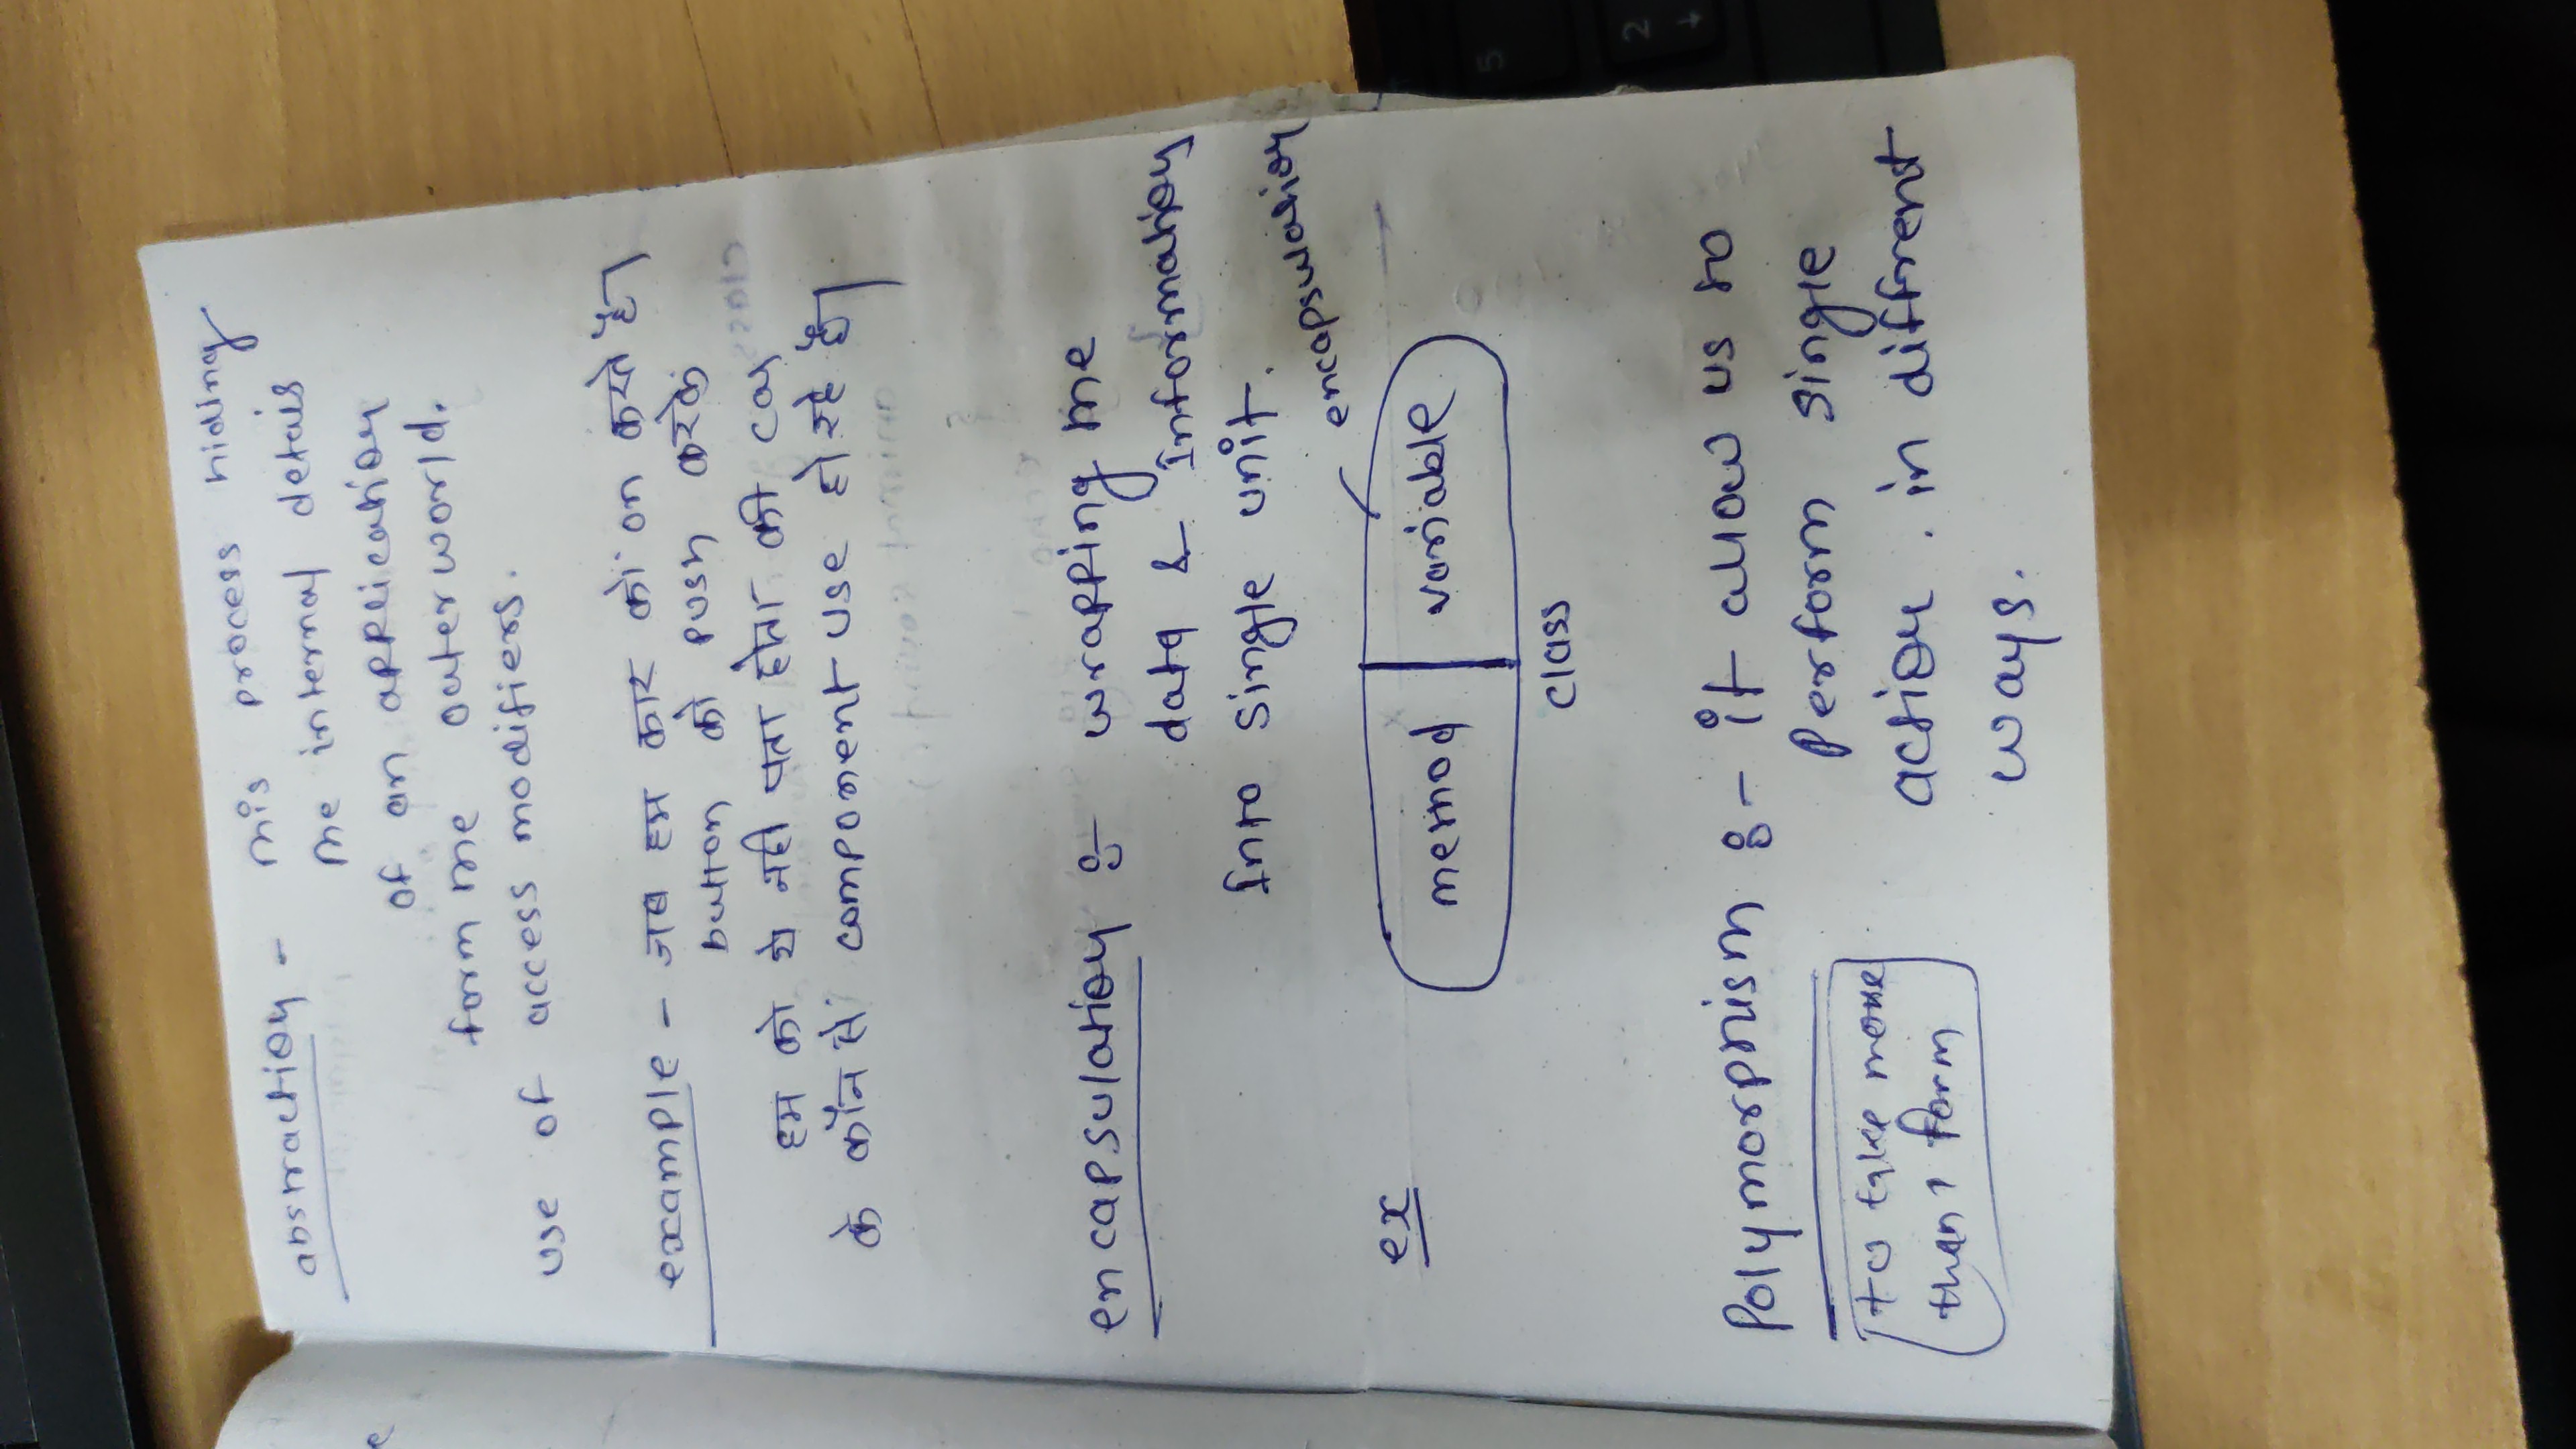 abstraction - this process hiding
the internal details
of an application
form the outerworld.
use of access modifiers.
example - जब हम कार को on करते है।
button को push करके
हम को ये नही पता होता की car
के कौन से component use हो रहे है।
encapsulation :- wrapping the
data & Information
Into single unit.
encapsulation
ex
method | variable
class
Polymorphism :- it allow us to
Perform single
action . in diffrent
ways.
to take more
than 1 form